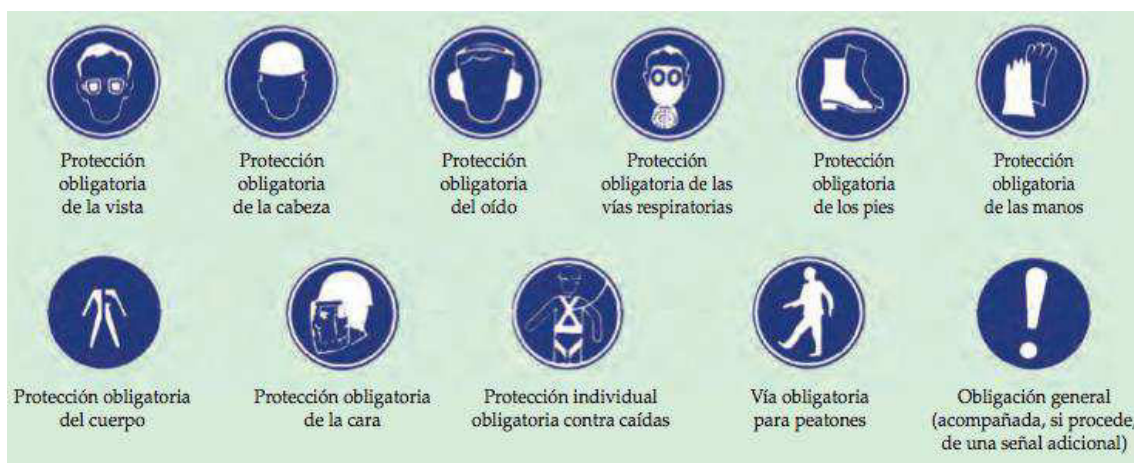 Protección
obligatoria
de la vista
Protección
obligatoria
de la cabeza
Protección
obligatoria
del oído
Protección
obligatoria de las
vías respiratorias
Protección
obligatoria
de los pies
Protección
obligatoria
de las manos
Protección obligatoria
del cuerpo
Protección obligatoria
de la cara
Protección individual
obligatoria contra caídas
Vía obligatoria
para peatones
Obligación general
(acompañada, si procede,
de una señal adicional)